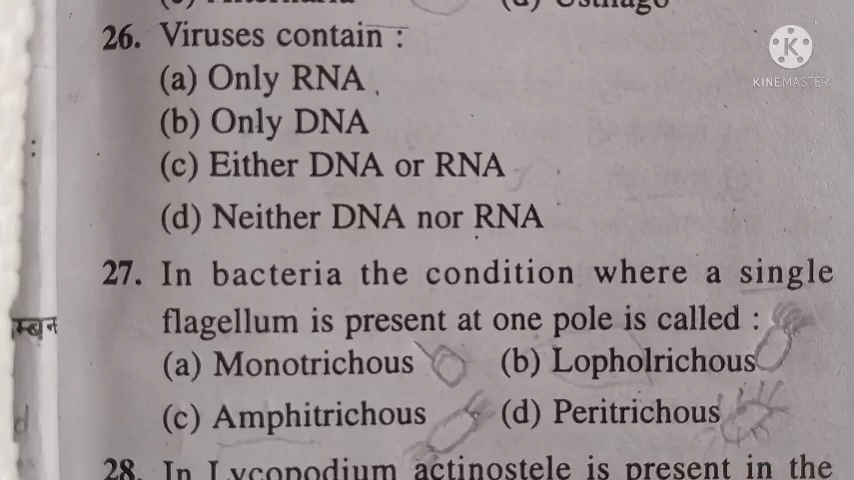 26. Viruses contain :
(a) Only RNA
(b) Only DNA
(c) Either DNA or RNA
(d) Neither DNA nor RNA
27. In bacteria the condition where a single
flagellum is present at one pole is called :
(a) Monotrichous (b) Lopholrichous
(c) Amphitrichous (d) Peritrichous
28. In Lycopodium actinostele is present in the
K
KINEMASTER
:
म्बन
d